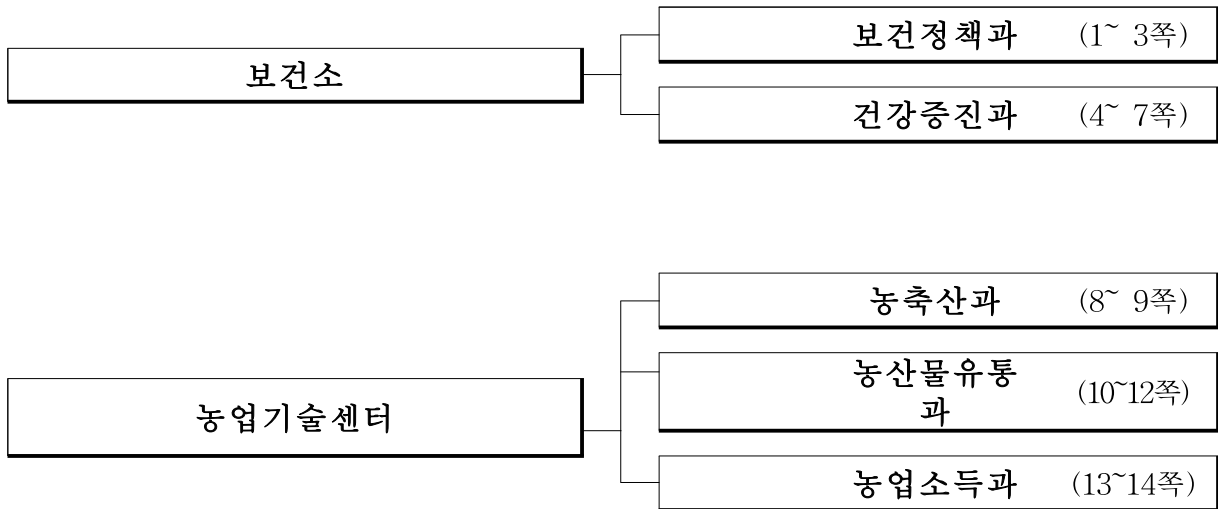 보건소
보건정책과 (1~ 3쪽)
건강증진과 (4~ 7쪽)
농업기술센터
농축산과 (8~ 9쪽)
농산물유통
과 (10~12쪽)
농업소득과 (13~14쪽)